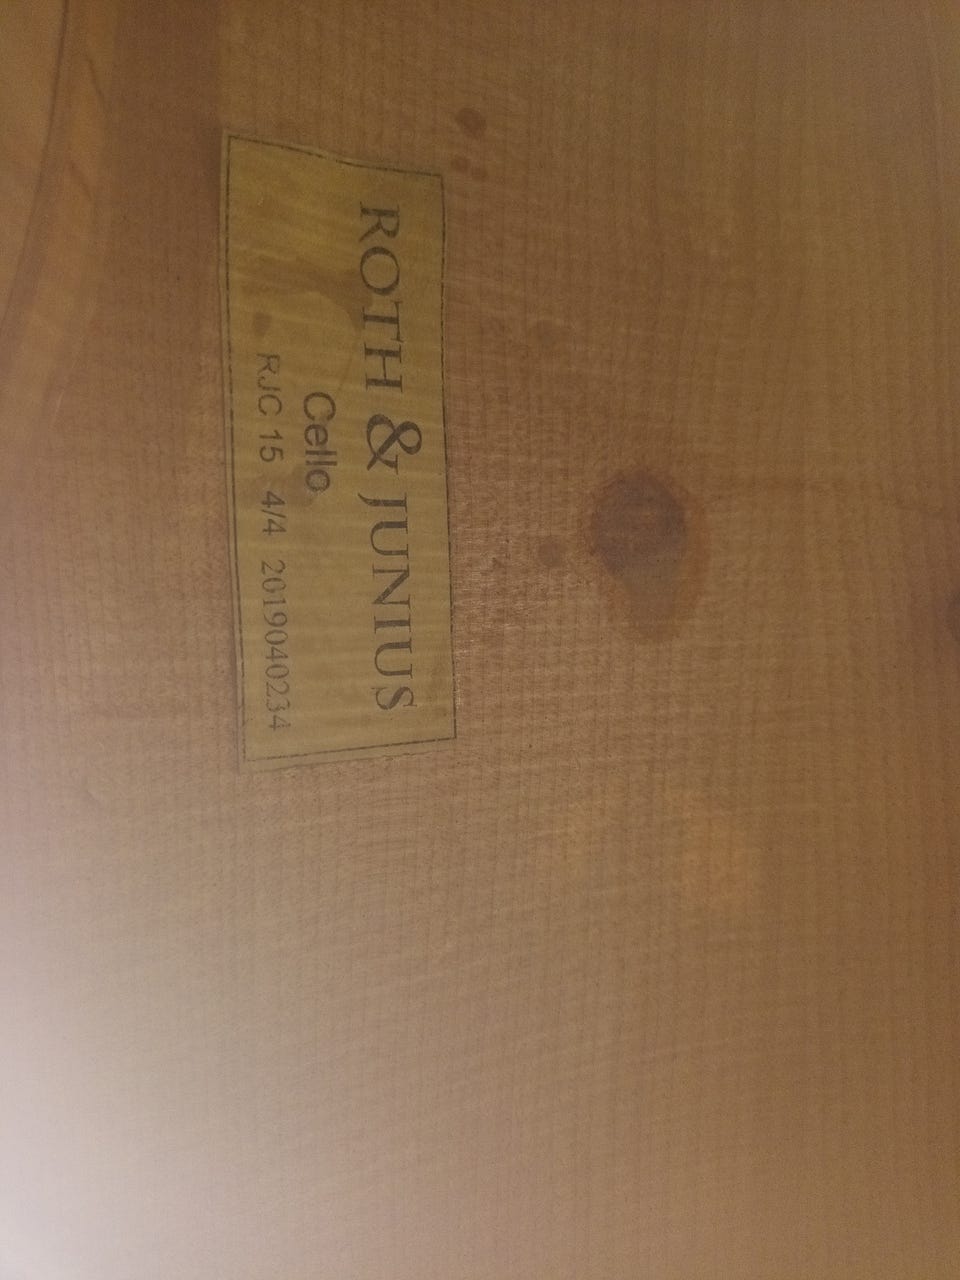 ROTH & JUNIUS
Cello
RJC 15 4/4 2019040234